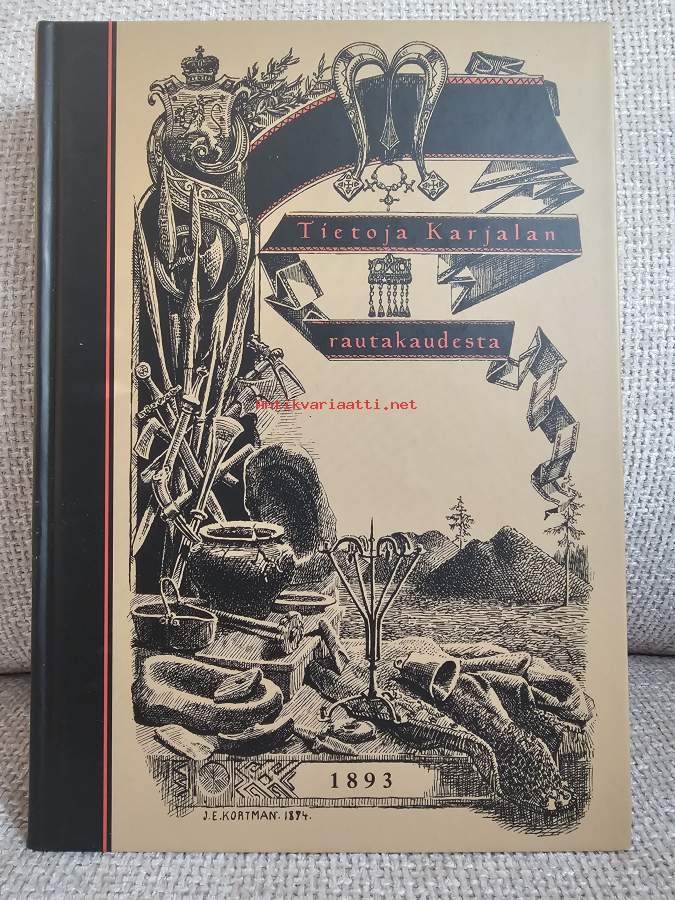 Tietoja Karjalan
rautakaudesta
Antikvariaatti.net
1893
J.E.KORTMAN. 1894.